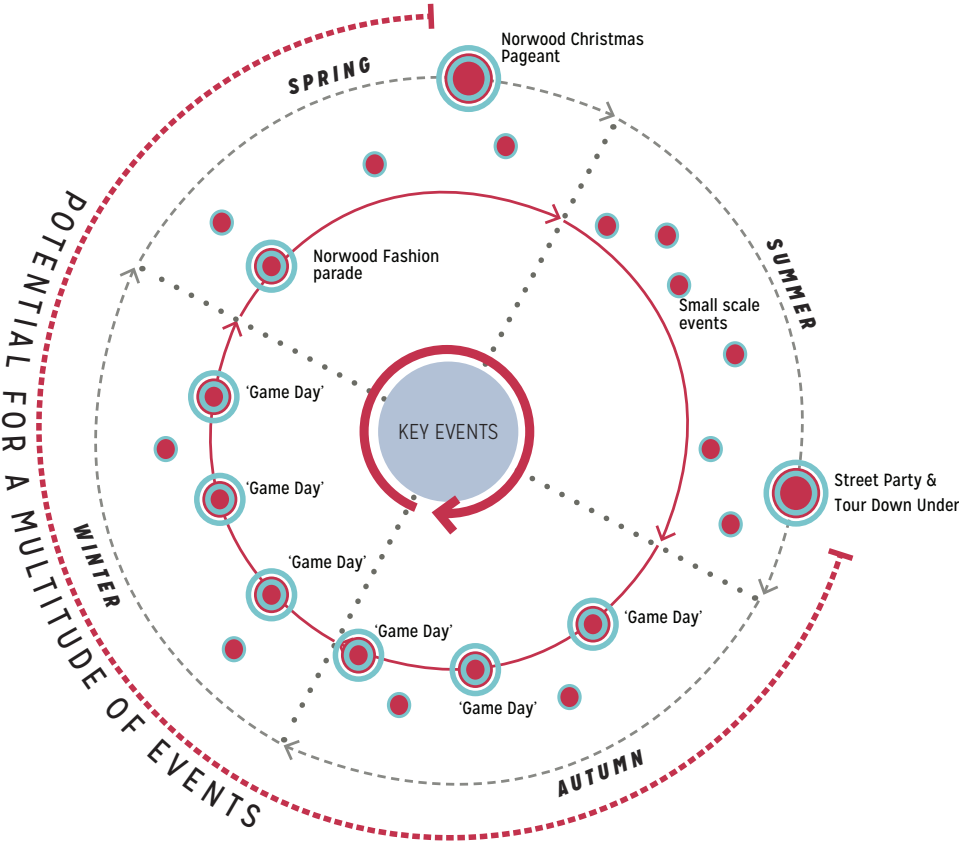 Norwood Christmas
Pageant
SPRING
SUMMER
Norwood Fashion
parade
Small scale
events
'Game Day'
KEY EVENTS
'Game Day'
Street Party &
Tour Down Under
'Game Day'
WINTER
'Game Day'
'Game Day'
'Game Day'
AUTUMN
POTENTIAL FOR A MULTITUDE OF EVENTS